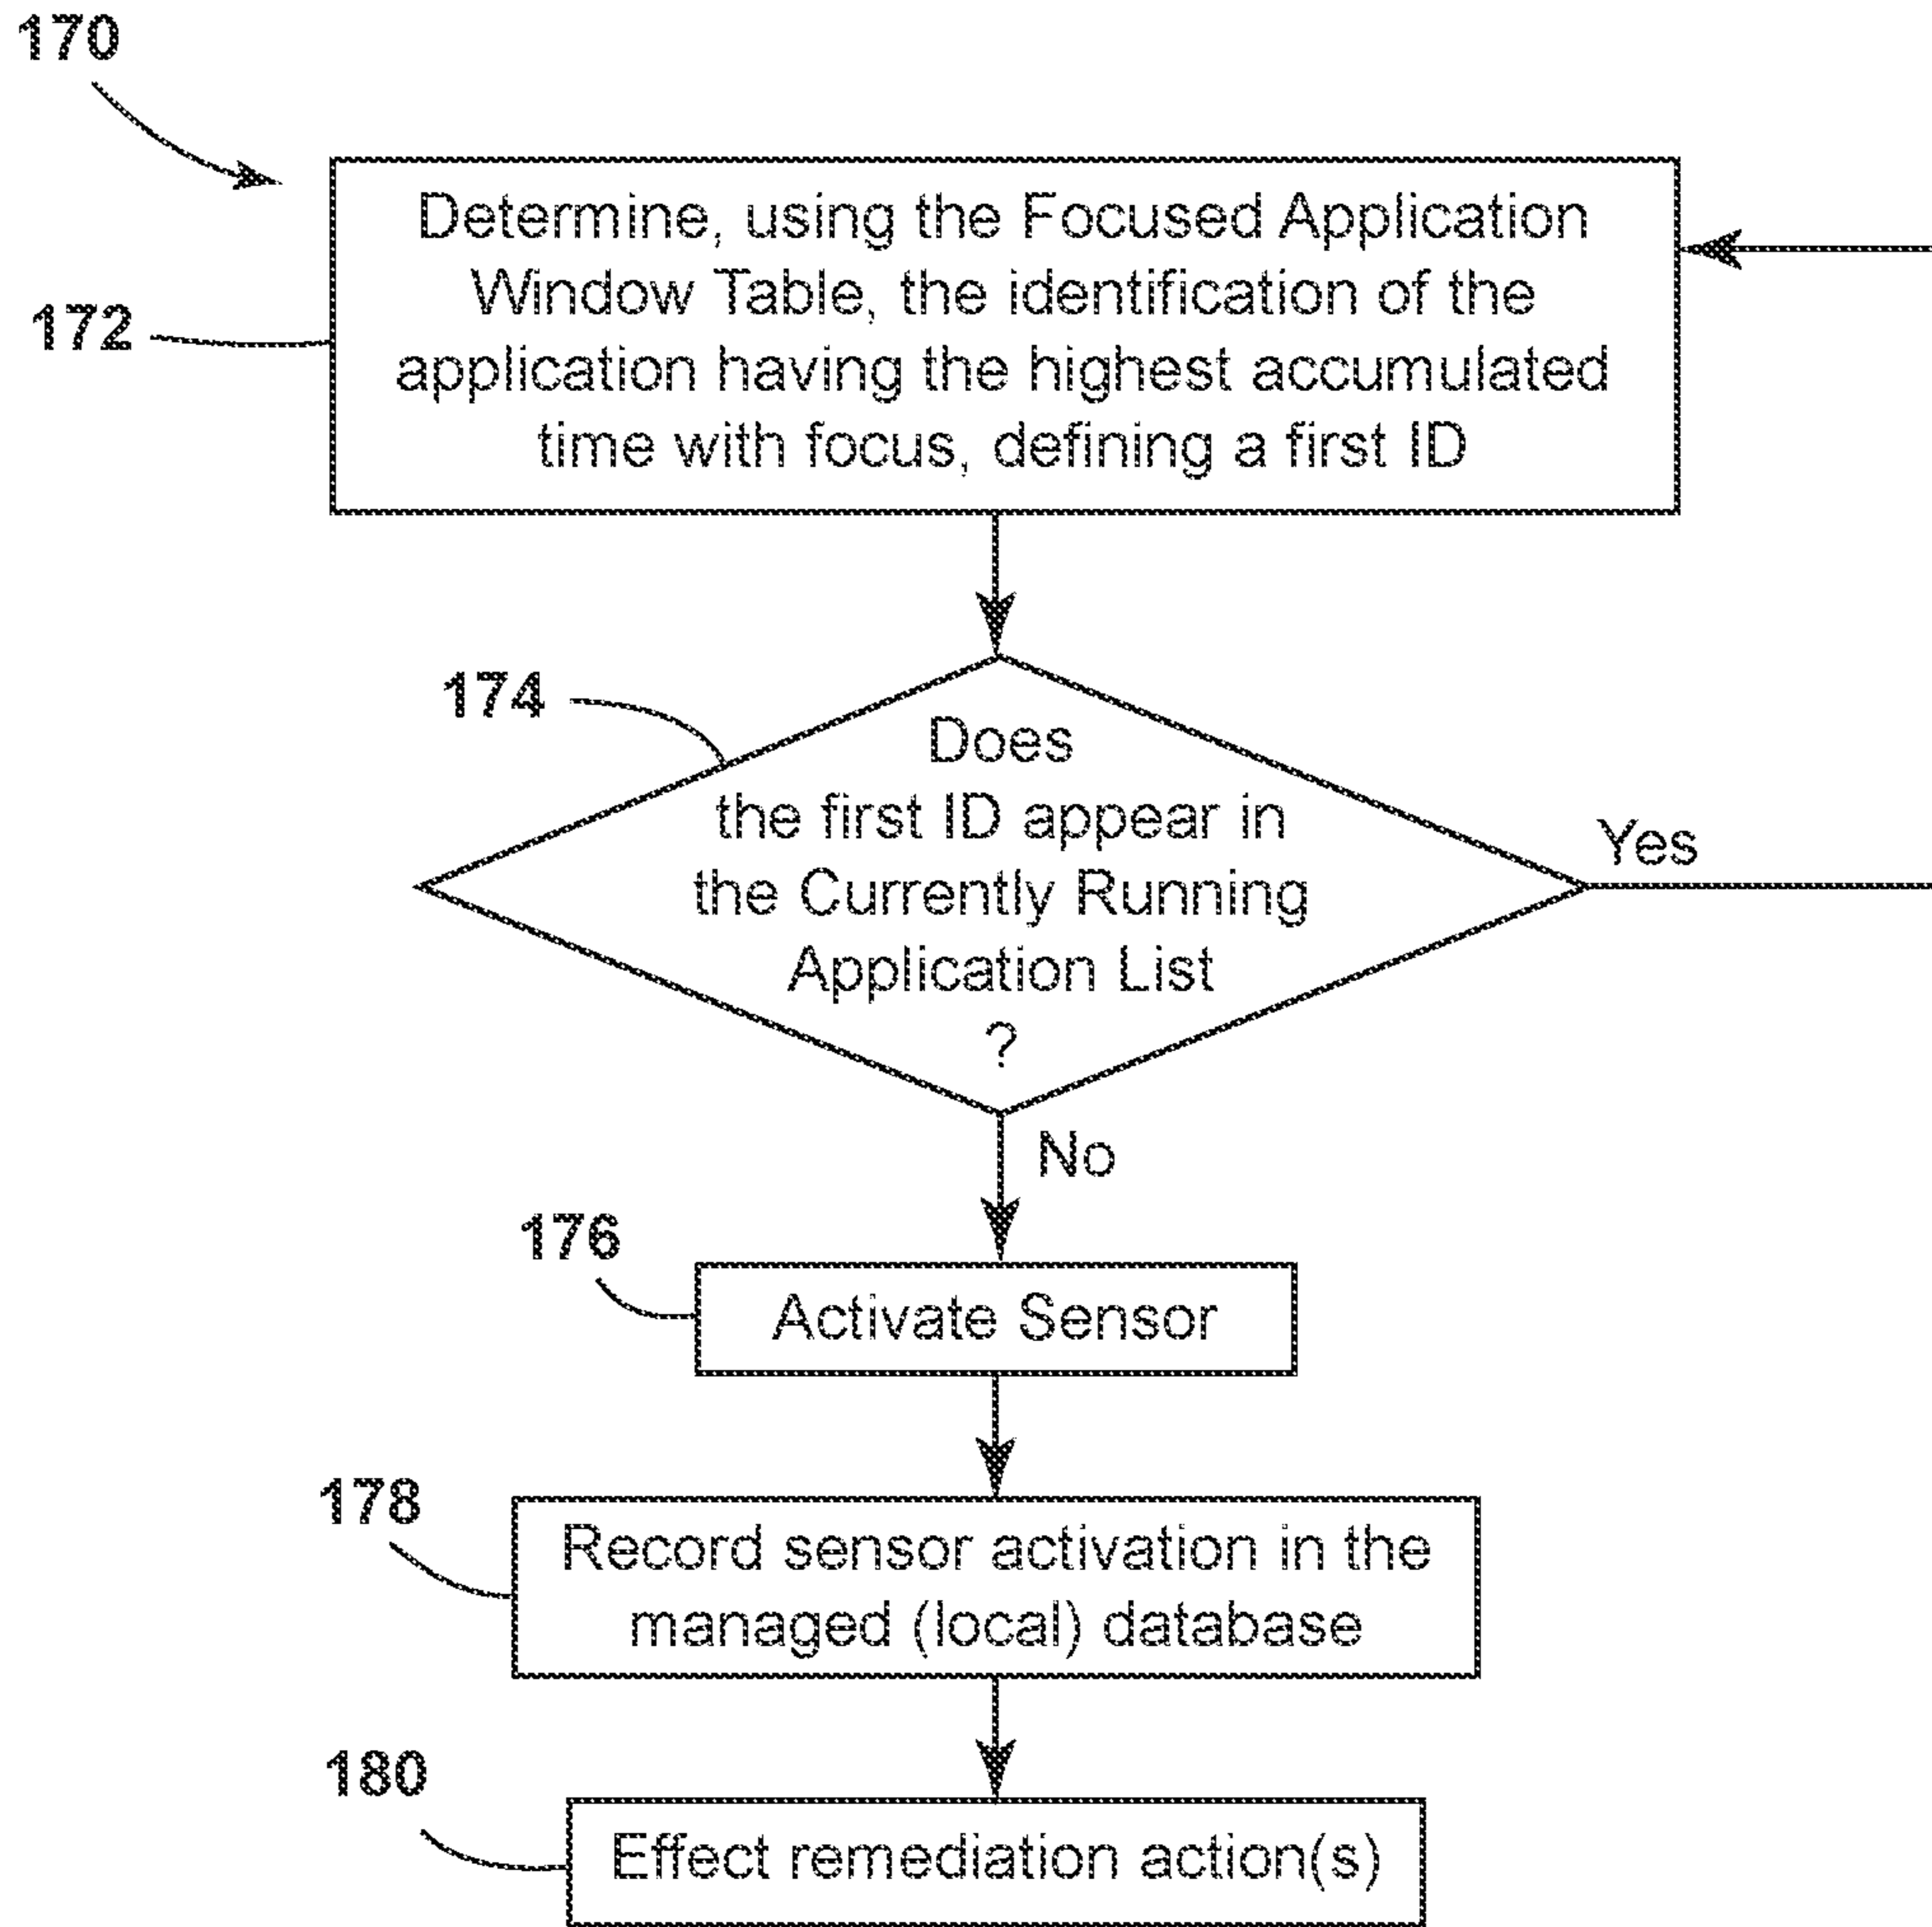 170
Determine, using the Focused Application
Window Table, the identification of the
172
application having the highest accumulated
time with focus, defining a first ID
174
Does
the first ID appear in
the Currently Running
Application List
?
Yes
No
176
Activate Sensor
178
Record sensor activation in the
managed (local) database
180
Effect remediation action(s)